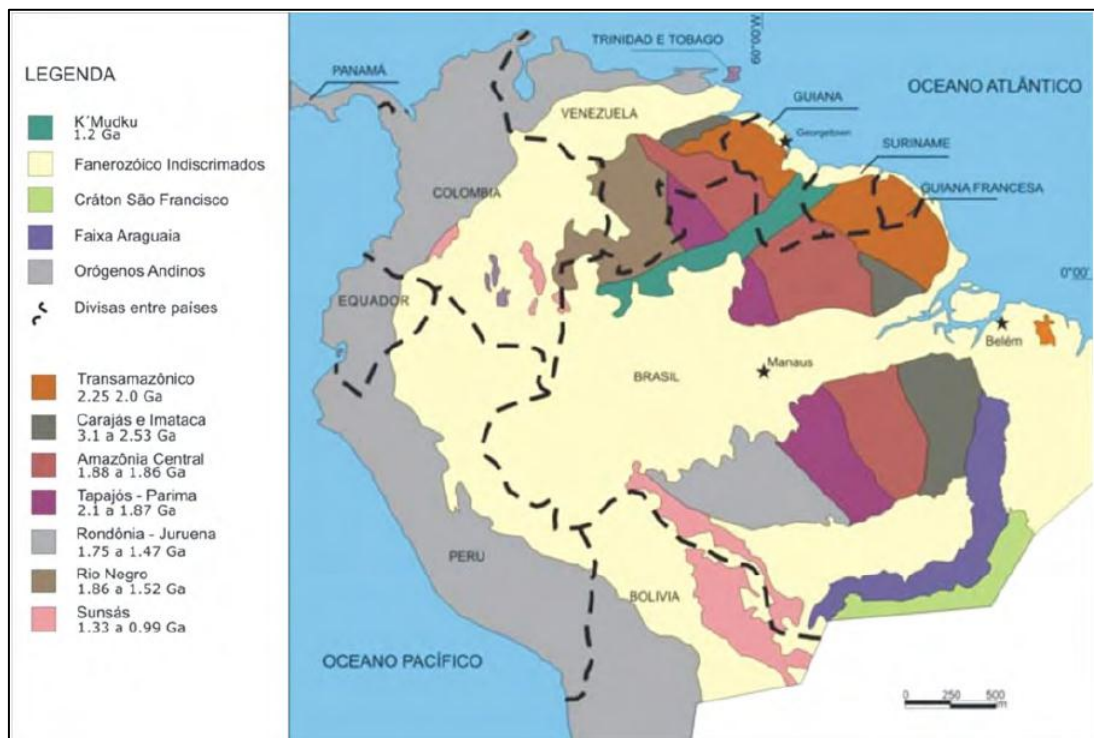 LEGENDA
K´Mudku
1.2 Ga
Fanerozóico Indiscrimados
Cráton São Francisco
Faixa Araguaia
Orógenos Andinos
Divisas entre países
Transamazônico
2.25 2.0 Ga
Carajás e Imataca
3.1 a 2.53 Ga
Amazônia Central
1.88 a 1.86 Ga
Tapajós - Parima
2.1 a 1.87 Ga
Rondônia - Juruena
1.75 a 1.47 Ga
Rio Negro
1.86 a 1.52 Ga
Sunsás
1.33 a 0.99 Ga
PANAMÁ
TRINIDAD E TOBAGO
W.00,09
OCEANO ATLÂNTICO
VENEZUELA
GUIANA
Georgetown
SURINAME
GUIANA FRANCESA
COLOMBIA
EQUADOR
0°00'
Belém
Manaus
BRASIL
PERU
BOLIVIA
OCEANO PACÍFICO
0 250 500
m